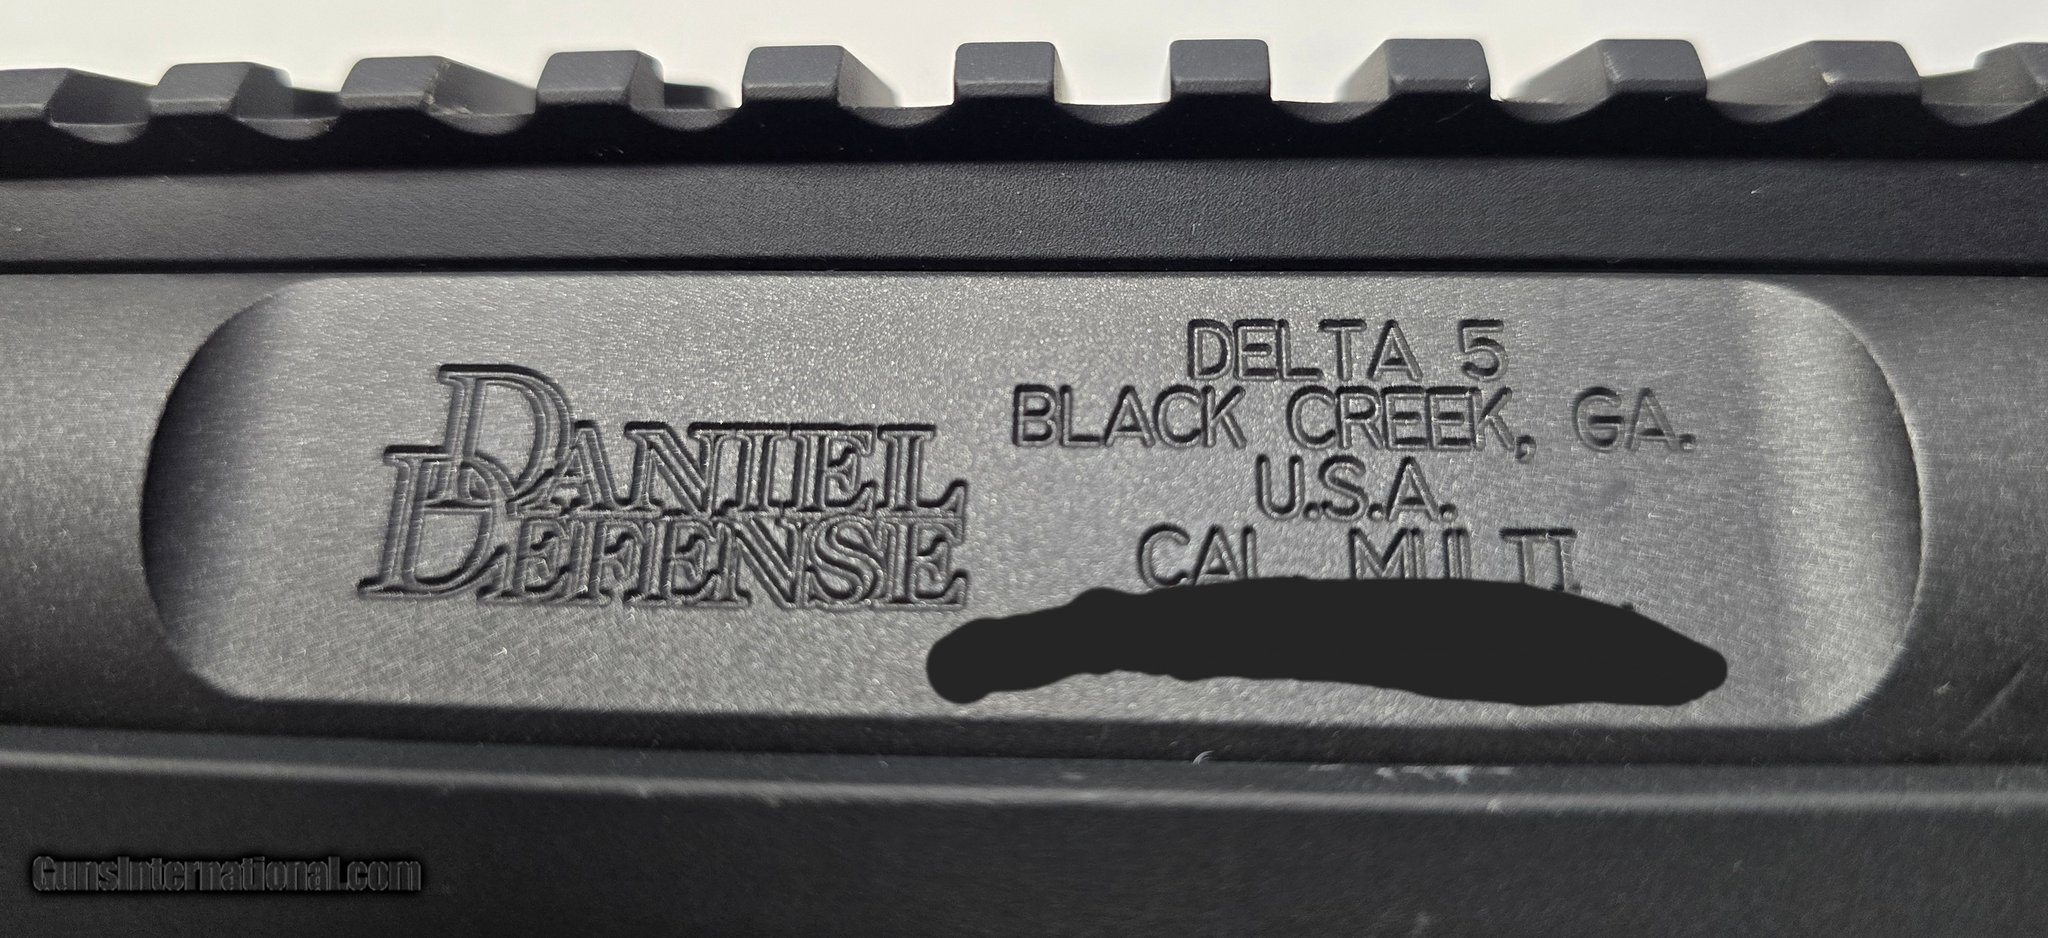 DANIEL
DEFENSE
DELTA 5
BLACK CREEK, GA.
U.S.A.
CAL MULTI
GunsInternational.com